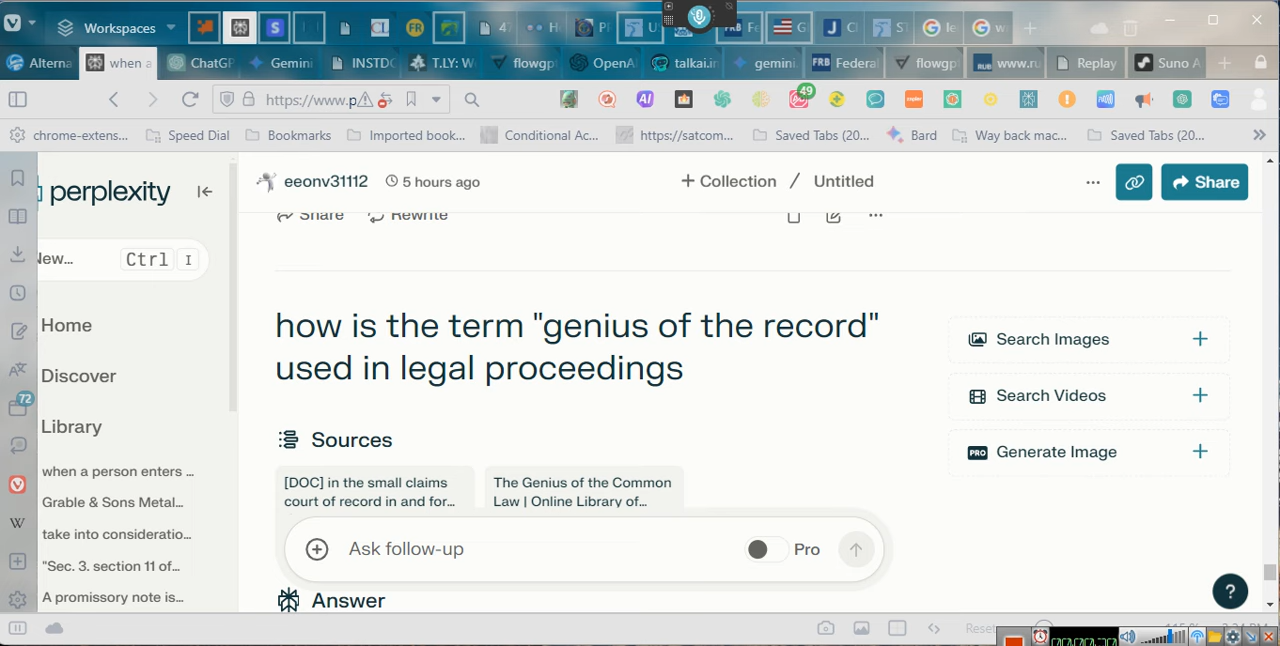 Workspaces
Alterna
when a
ChatGP
Gemini
INSTDC
T.LY: W
flowgp
OpenAI
talkai.in
gemini.
FRB Federal
flowgp
RUB www.ru
Replay
Suno A
https://www.p
49
chrome-extens...
Speed Dial
Bookmarks
Imported book...
Conditional Ac...
https://satcom...
Saved Tabs (20...
Bard
Way back mac...
Saved Tabs (20...
perplexity
eeonv31112
5 hours ago
Collection / Untitled
Share
Share
Rewrite
New...
Ctrl I
Home
Discover
72
Library
when a person enters ...
Grable & Sons Metal...
take into consideratio...
"Sec. 3. section 11 of...
A promissory note is...
how is the term "genius of the record"
used in legal proceedings
Sources
[DOC] in the small claims
court of record in and for...
The Genius of the Common
Law | Online Library of...
Ask follow-up
Pro
Answer
Search Images
Search Videos
PRO Generate Image
?
Reset